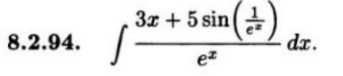 8.2.94. ∫ (3x + 5 sin(1/e^x)) / e^x dx.